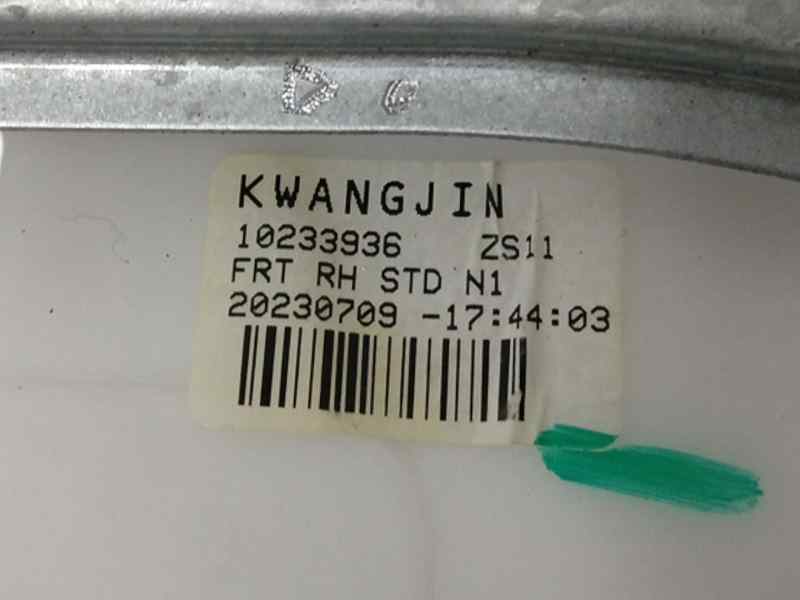 KWANGJIN
10233936 ZS11
FRT RH STD N1
20230709 -17:44:03